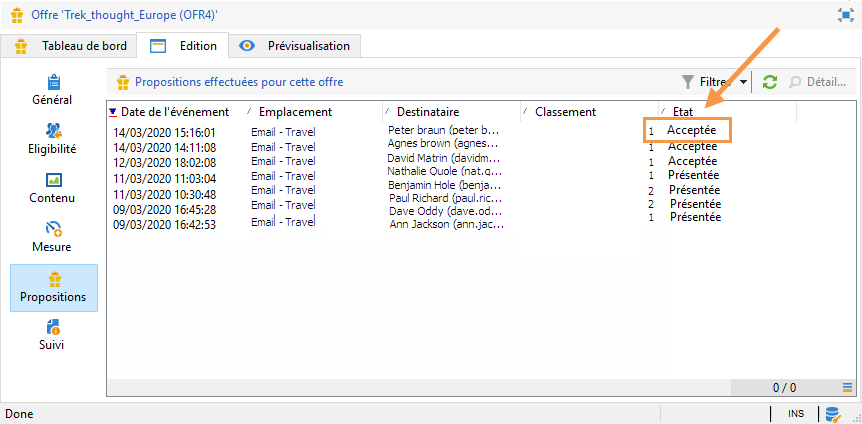 Offre 'Trek_thought_Europe (OFR4)'
Tableau de bord Edition Prévisualisation
Général
Eligibilité
Contenu
Mesure
Propositions
Suivi
Propositions effectuées pour cette offre Filtres Détail...
Date de l'événement Emplacement Destinataire Classement Etat
14/03/2020 15:16:01 Email - Travel Peter braun (peter b... 1 Acceptée
14/03/2020 14:11:08 Email - Travel Agnes brown (agnes b... 1 Acceptée
12/03/2020 18:02:08 Email - Travel David Matrin (davidm... 1 Acceptée
11/03/2020 11:03:04 Email - Travel Nathalie Quole (nat.q... 1 Présentée
11/03/2020 10:30:48 Email - Travel Benjamin Hole (benja... 2 Présentée
09/03/2020 16:45:28 Email - Travel Paul Richard (paul.ric... 2 Présentée
09/03/2020 16:42:53 Email - Travel Dave Oddy (dave.od... 1 Présentée
Ann Jackson (ann.jac...
0 / 0
Done INS